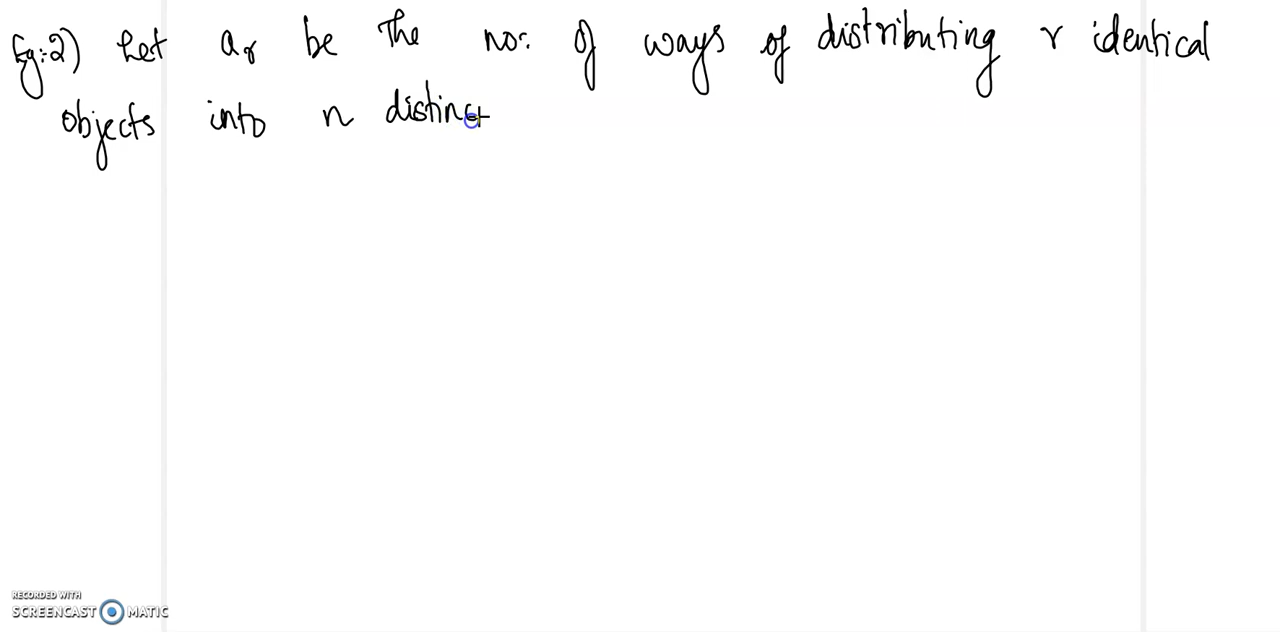 Eg:-2) Let ar be the no: of ways of distributing r identical
objects into n distinct
RECORDED WITH
SCREENCAST MATIC